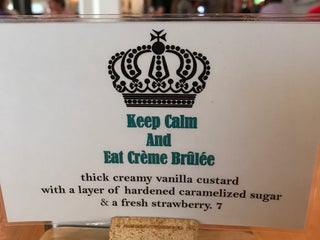 Keep Calm
And
Eat Crème Brûlée
thick creamy vanilla custard
with a layer of hardened caramelized sugar
& a fresh strawberry. 7